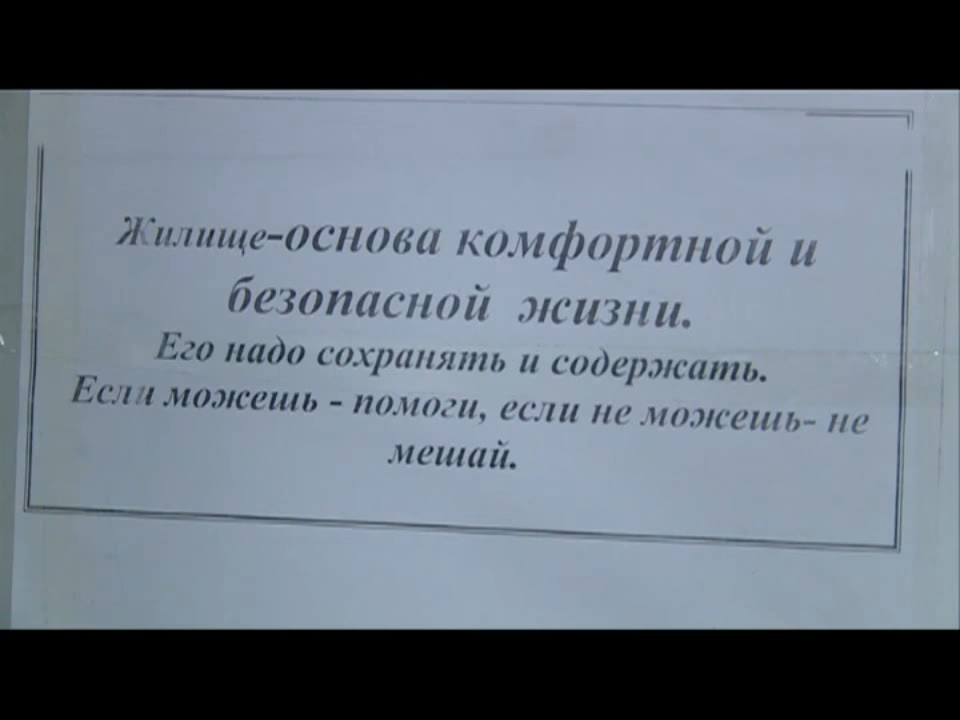 Жилище-основа комфортной и
безопасной жизни.
Его надо сохранять и содержать.
Если можешь - помоги, если не можешь- не
мешай.